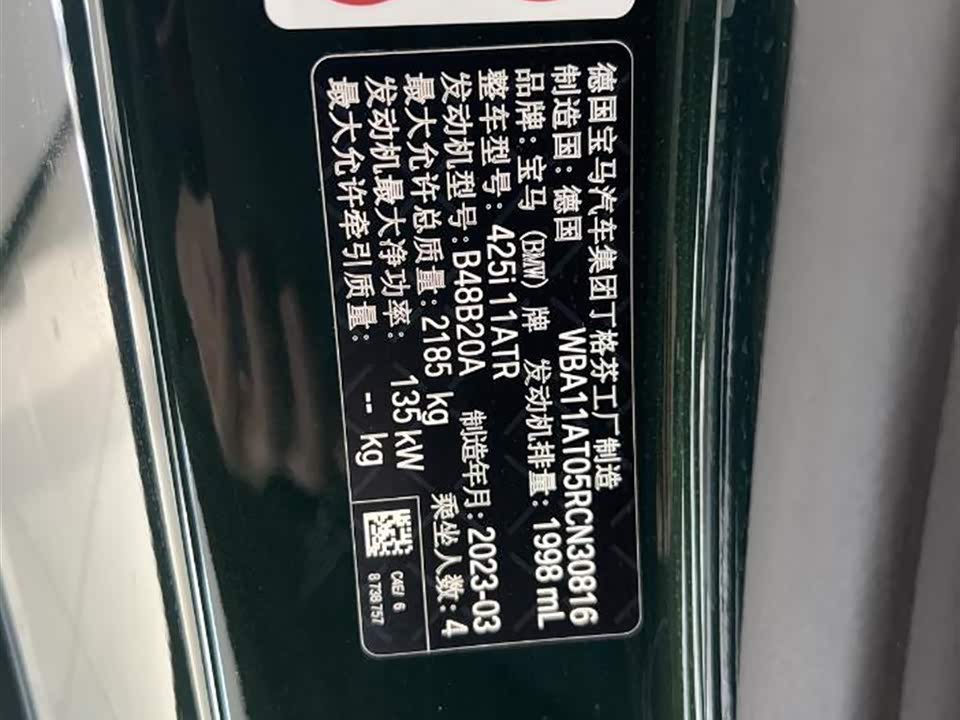 德国宝马汽车集团丁格芬工厂制造
制造国：德国 WBA11AT05RCN30816
品牌：宝马 (BMW) 牌 发动机排量：1998 mL
整车型号：425i 11ATR
发动机型号：B48B20A 制造年月：2023-03
最大允许总质量：2185 kg 乘坐人数：4
发动机最大净功率：135 kW
最大允许牵引质量： -- kg
C4E/ 6
8 738 757